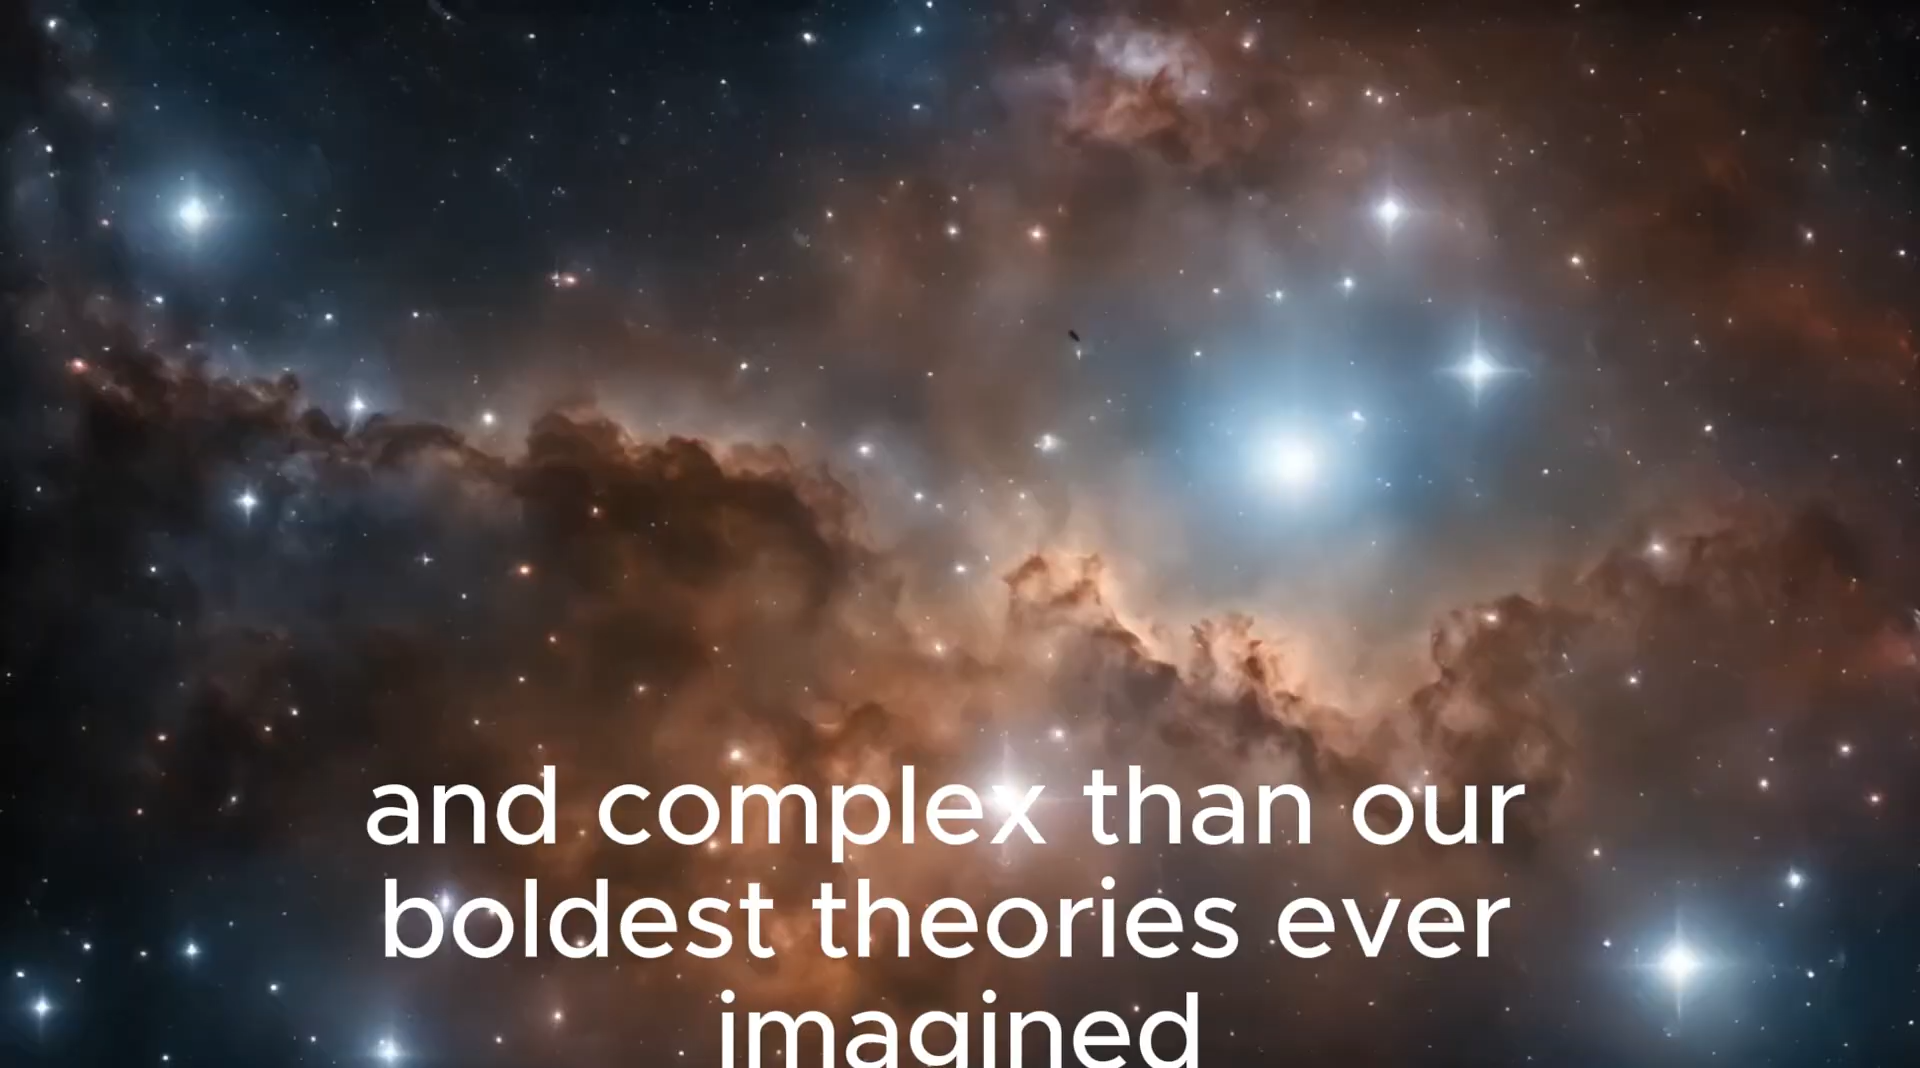 and complex than our
boldest theories ever
imagined